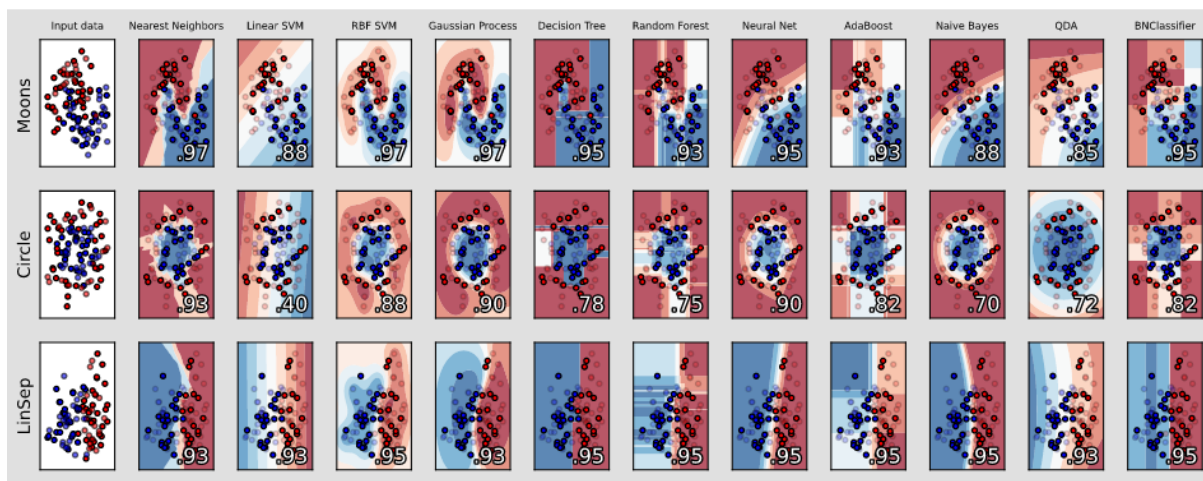 Input data Nearest Neighbors Linear SVM RBF SVM Gaussian Process Decision Tree Random Forest Neural Net AdaBoost Naive Bayes QDA BNClassifier
Moons .97 .88 .97 .97 .95 .93 .95 .93 .88 .85 .95
Circle .93 .40 .88 .90 .78 .75 .90 .82 .70 .72 .82
LinSep .93 .93 .95 .93 .95 .95 .95 .95 .95 .93 .95